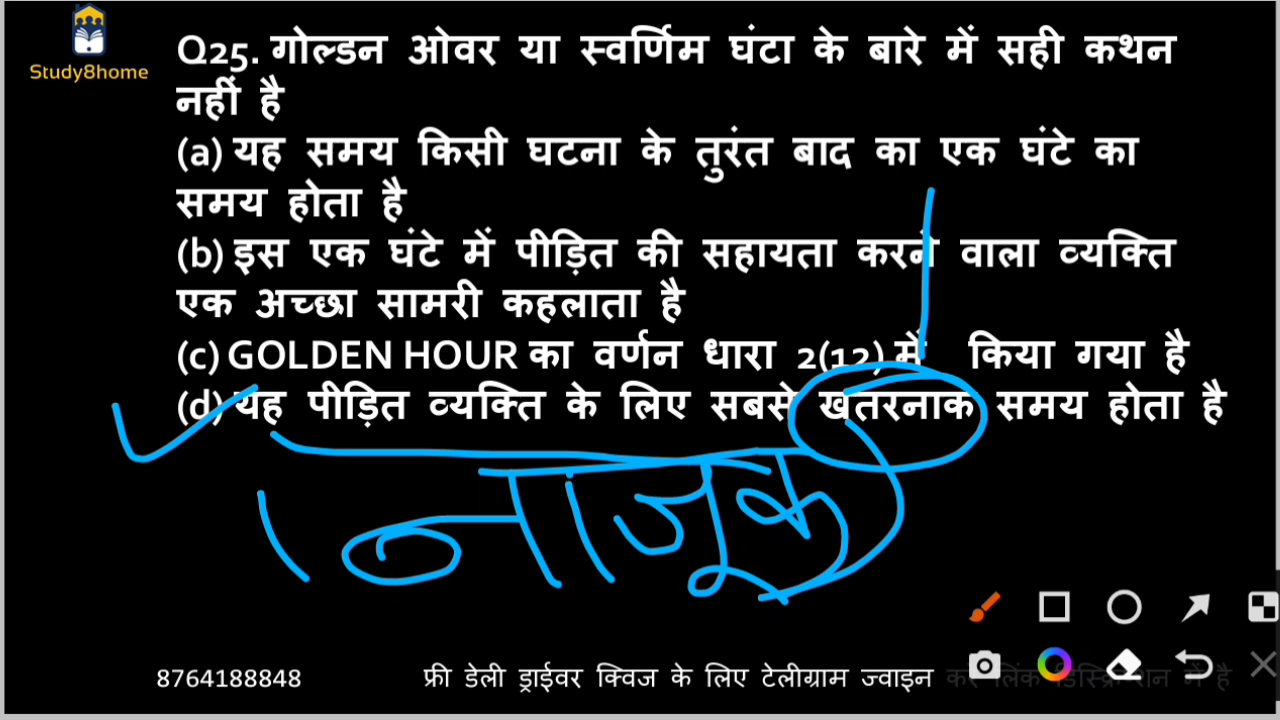 Study8home
Q25. गोल्डन ओवर या स्वर्णिम घंटा के बारे में सही कथन
नहीं है
(a) यह समय किसी घटना के तुरंत बाद का एक घंटे का
समय होता है
(b) इस एक घंटे में पीड़ित की सहायता करने वाला व्यक्ति
एक अच्छा सामरी कहलाता है
(c) GOLDEN HOUR का वर्णन धारा 2(12) में किया गया है
(d) यह पीड़ित व्यक्ति के लिए सबसे खतरनाक समय होता है
(नाजूक)
8764188848 फ्री डेली ड्राईवर क्विज के लिए टेलीग्राम ज्वाइन करे लिंक डिस्क्रिप्शन में है